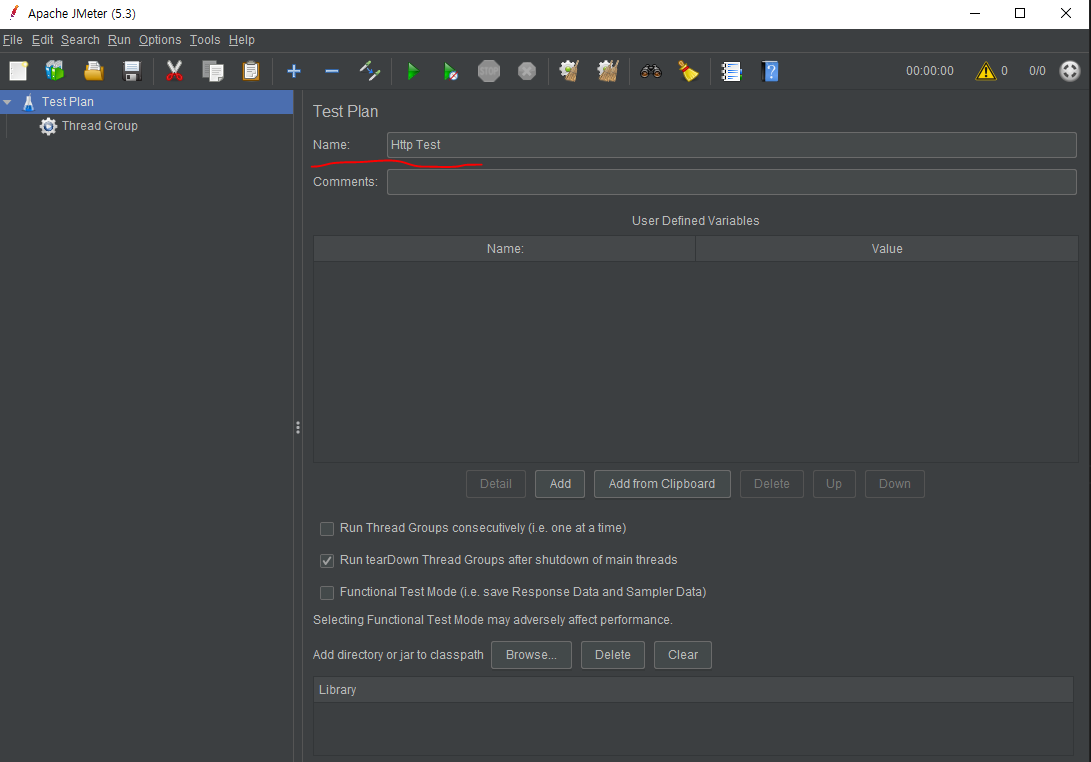 Apache JMeter (5.3)
File Edit Search Run Options Tools Help
STOP 00:00:00 0 0/0
Test Plan
Thread Group
Test Plan
Name: Http Test
Comments:
User Defined Variables
Name: Value
Detail Add Add from Clipboard Delete Up Down
Run Thread Groups consecutively (i.e. one at a time)
Run tearDown Thread Groups after shutdown of main threads
Functional Test Mode (i.e. save Response Data and Sampler Data)
Selecting Functional Test Mode may adversely affect performance.
Add directory or jar to classpath Browse... Delete Clear
Library